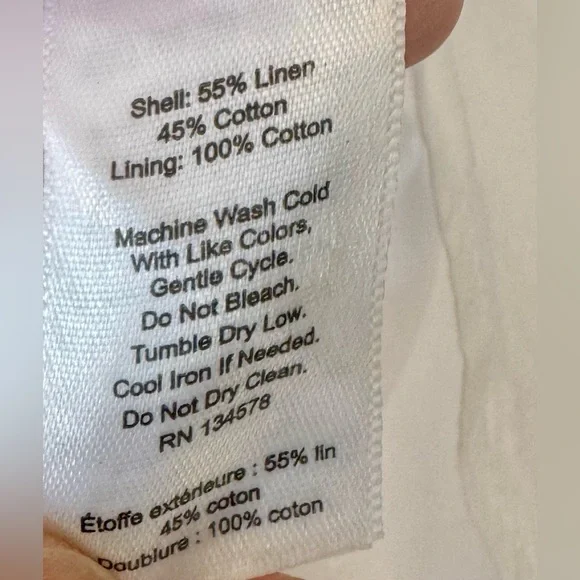 Shell: 55% Linen
45% Cotton
Lining: 100% Cotton
Machine Wash Cold
With Like Colors,
Gentle Cycle.
Do Not Bleach.
Tumble Dry Low.
Cool Iron If Needed.
Do Not Dry Clean.
RN 134578
Étoffe extérieure : 55% lin
45% coton
Doublure : 100% coton